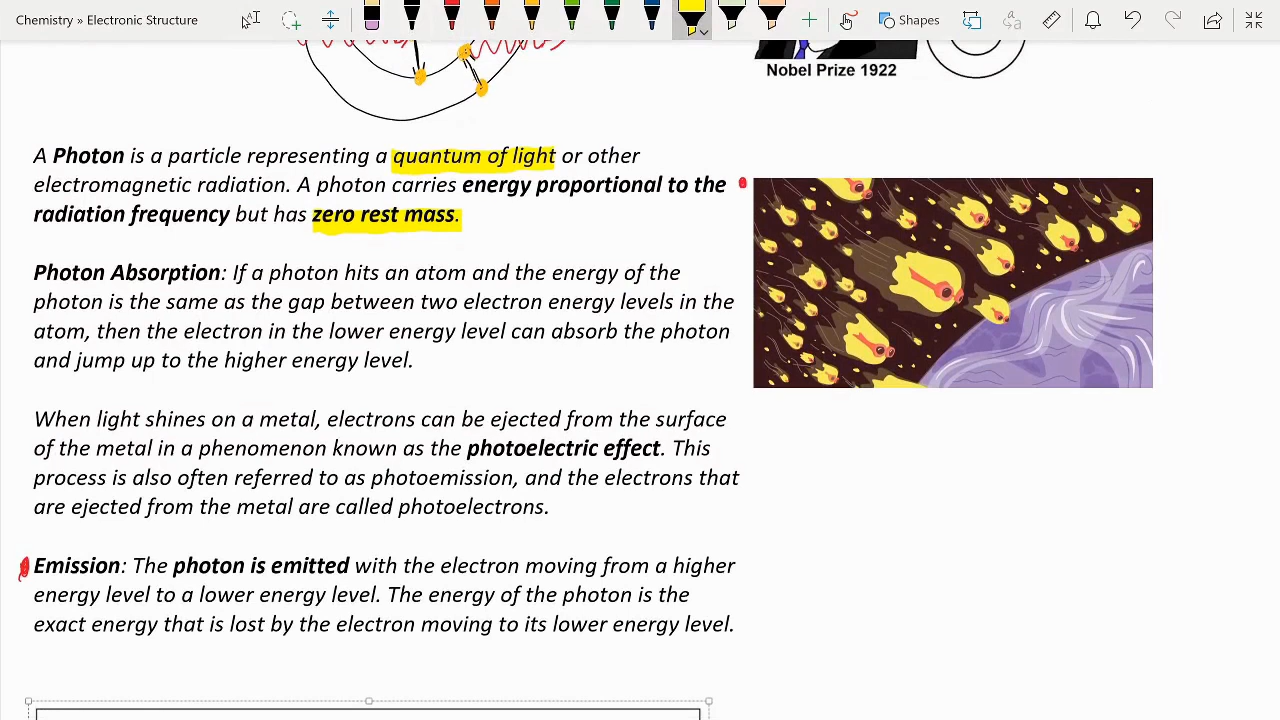 Chemistry » Electronic Structure
Shapes
Nobel Prize 1922
A Photon is a particle representing a quantum of light or other
electromagnetic radiation. A photon carries energy proportional to the
radiation frequency but has zero rest mass.
Photon Absorption: If a photon hits an atom and the energy of the
photon is the same as the gap between two electron energy levels in the
atom, then the electron in the lower energy level can absorb the photon
and jump up to the higher energy level.
When light shines on a metal, electrons can be ejected from the surface
of the metal in a phenomenon known as the photoelectric effect. This
process is also often referred to as photoemission, and the electrons that
are ejected from the metal are called photoelectrons.
Emission: The photon is emitted with the electron moving from a higher
energy level to a lower energy level. The energy of the photon is the
exact energy that is lost by the electron moving to its lower energy level.